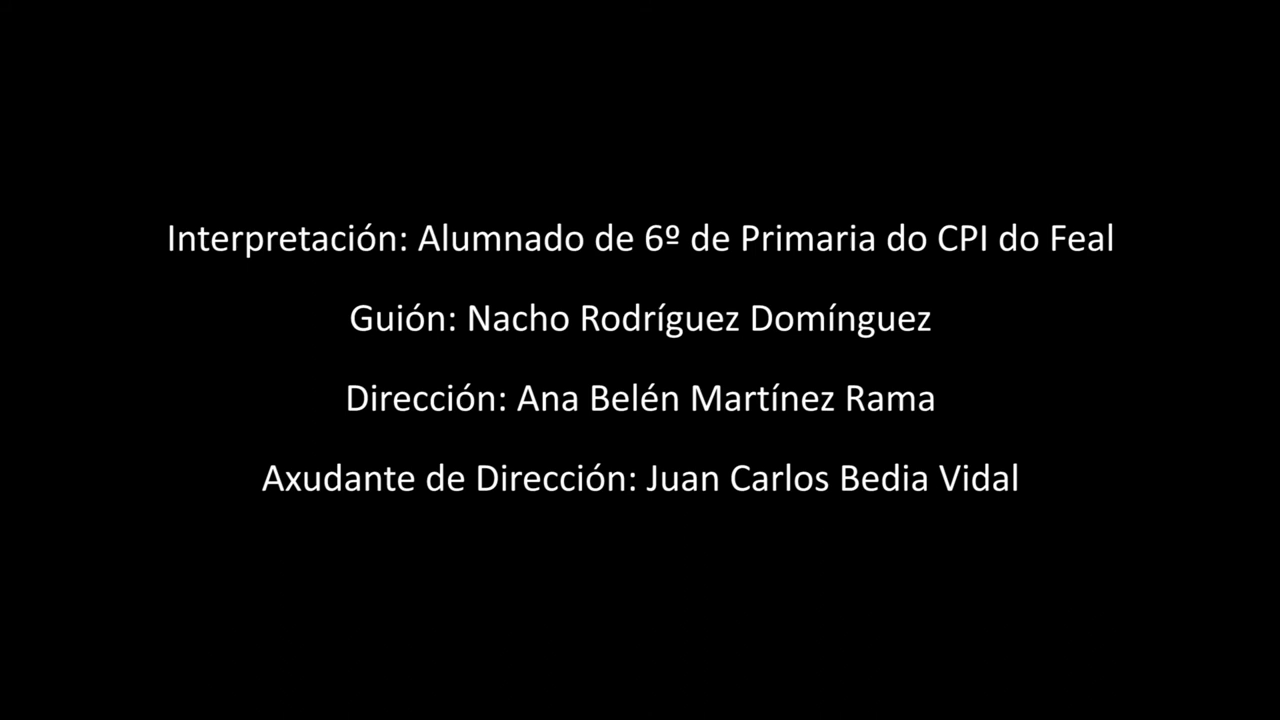 Interpretación: Alumnado de 6º de Primaria do CPI do Feal
Guión: Nacho Rodríguez Domínguez
Dirección: Ana Belén Martínez Rama
Axudante de Dirección: Juan Carlos Bedia Vidal